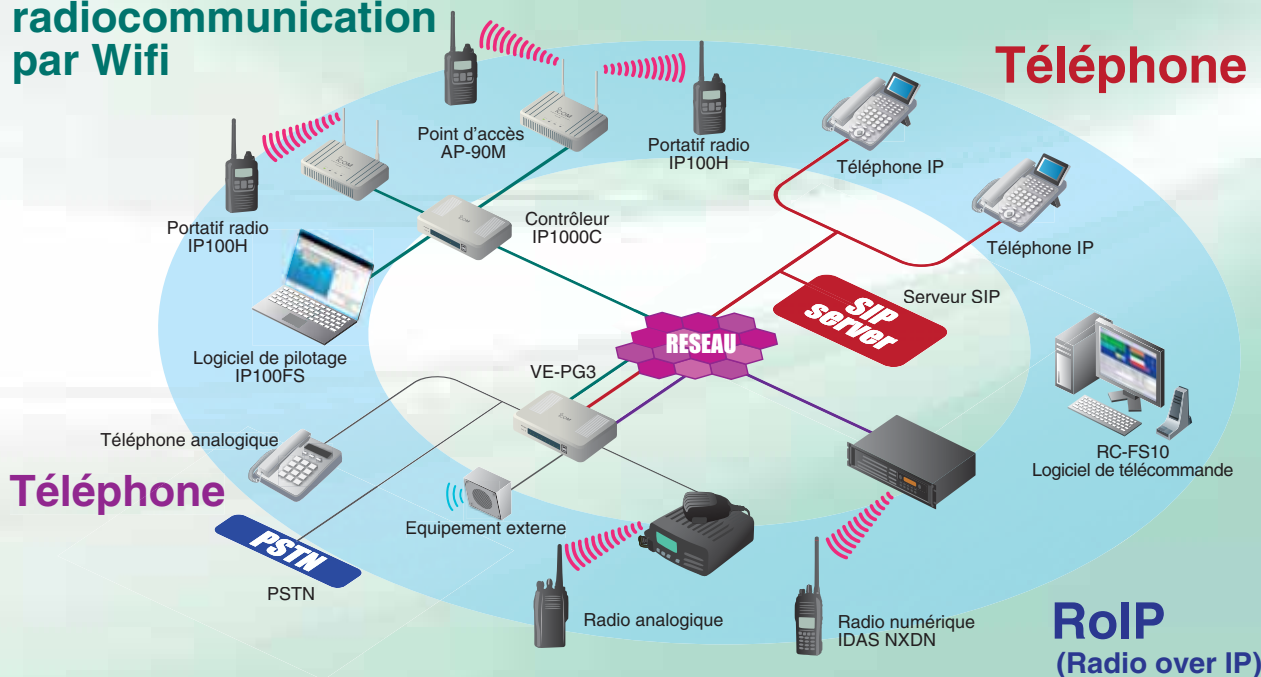 radiocommunication
par Wifi
Téléphone
Point d'accès
AP-90M
Portatif radio
IP100H
Téléphone IP
Portatif radio
IP100H
Contrôleur
IP1000C
Téléphone IP
Serveur SIP
SIP
server
RESEAU
Logiciel de pilotage
IP100FS
VE-PG3
Téléphone analogique
RC-FS10
Logiciel de télécommande
Téléphone
Equipement externe
PSTN
PSTN
Radio analogique
Radio numérique
IDAS NXDN
RoIP
(Radio over IP)